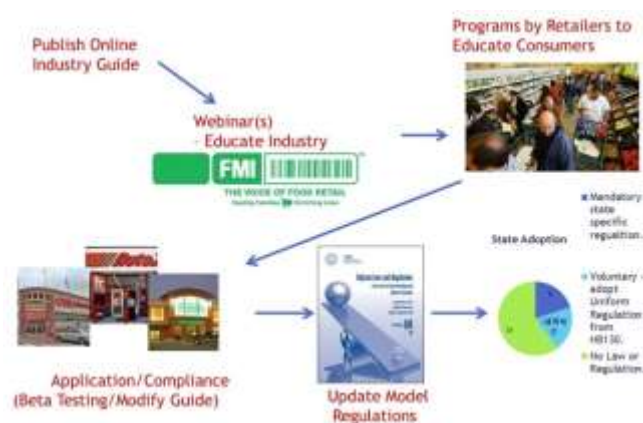 Publish Online
Industry Guide
Programs by Retailers to
Educate Consumers
Webinar(s)
- Educate Industry
FMI
THE VOICE OF FOOD RETAIL
Mandatory
state
specific
State Adoption
Voluntary -
adopt
Uniform
Regulation
from
HB130.
No Law or
Regulation
Application/Compliance
(Beta Testing/Modify Guide)
Update Model
Regulations